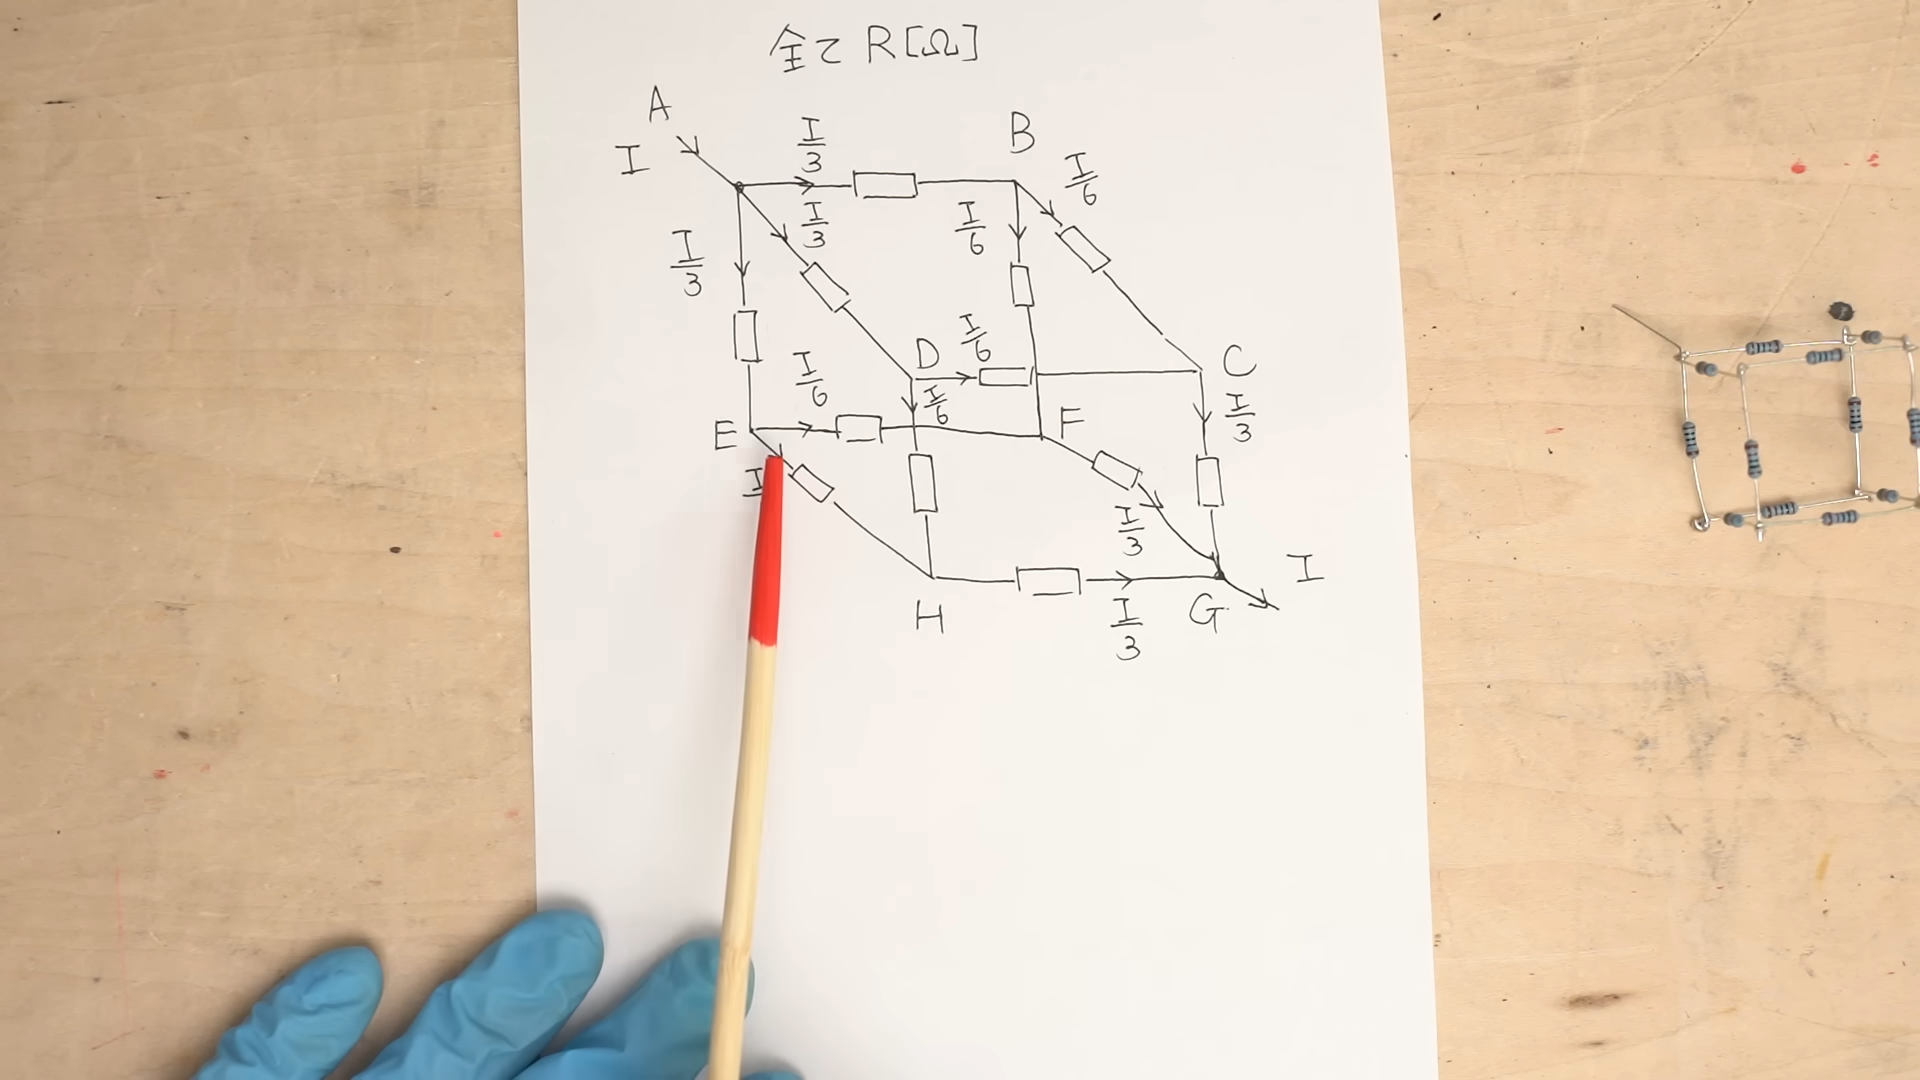 全て R[Ω]
A
I
I/3
B
I/6
I/3
I/6
I/3
I/6
D
C
I/6
I/6
I/3
E
F
I
I/3
I
H
I/3
G